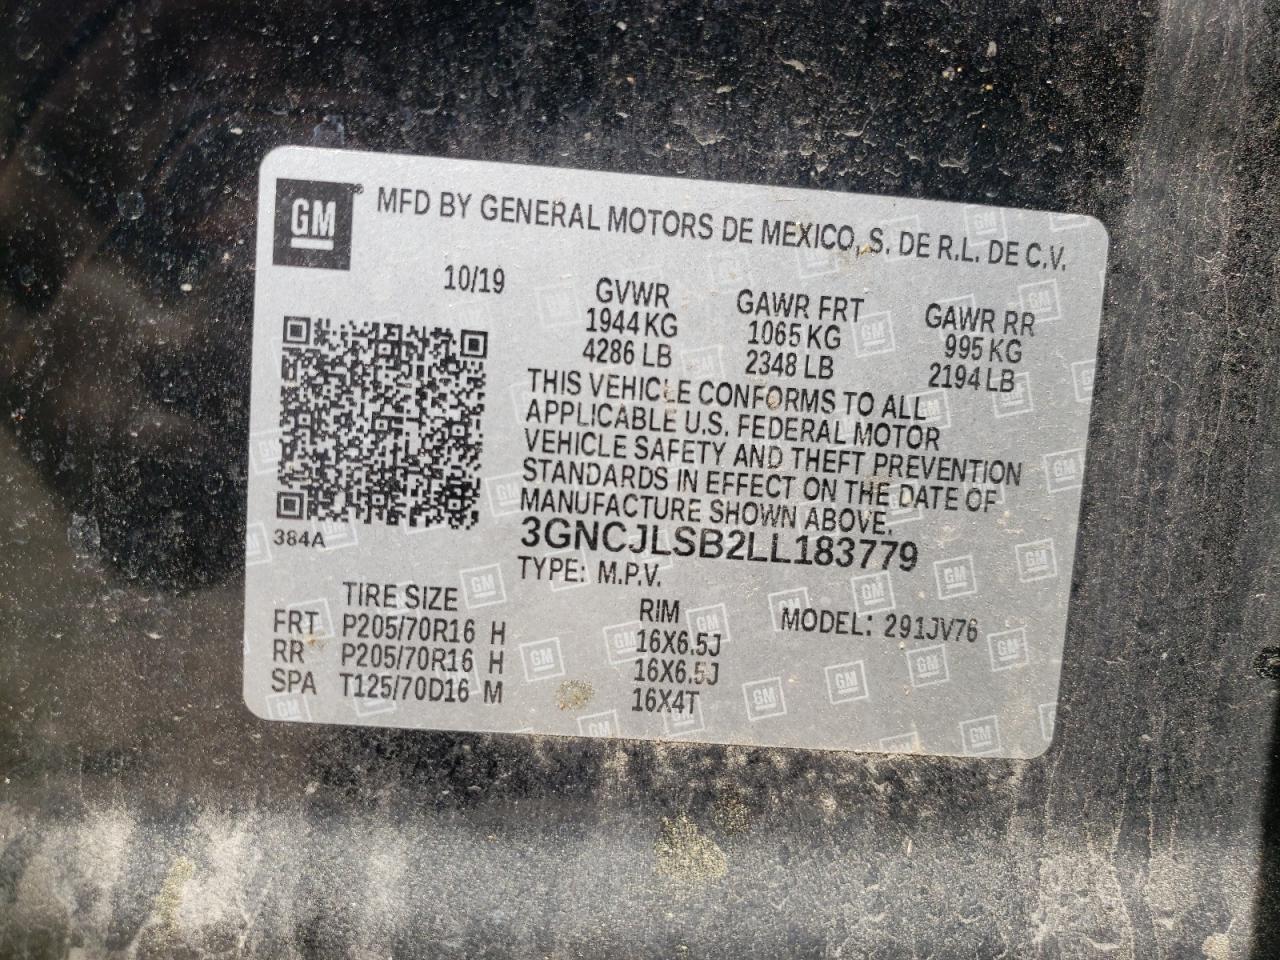 GM
MFD BY GENERAL MOTORS DE MEXICO, S. DE R.L. DE C.V.
10/19
GVWR GAWR FRT GAWR RR
1944 KG 1065 KG 995 KG
4286 LB 2348 LB 2194 LB
THIS VEHICLE CONFORMS TO ALL
APPLICABLE U.S. FEDERAL MOTOR
VEHICLE SAFETY AND THEFT PREVENTION
STANDARDS IN EFFECT ON THE DATE OF
MANUFACTURE SHOWN ABOVE.
384A
3GNCJLSB2LL183779
TYPE: M.P.V.
TIRE SIZE RIM MODEL: 291JV76
FRT P205/70R16 H 16X6.5J
RR P205/70R16 H 16X6.5J
SPA T125/70D16 M 16X4T